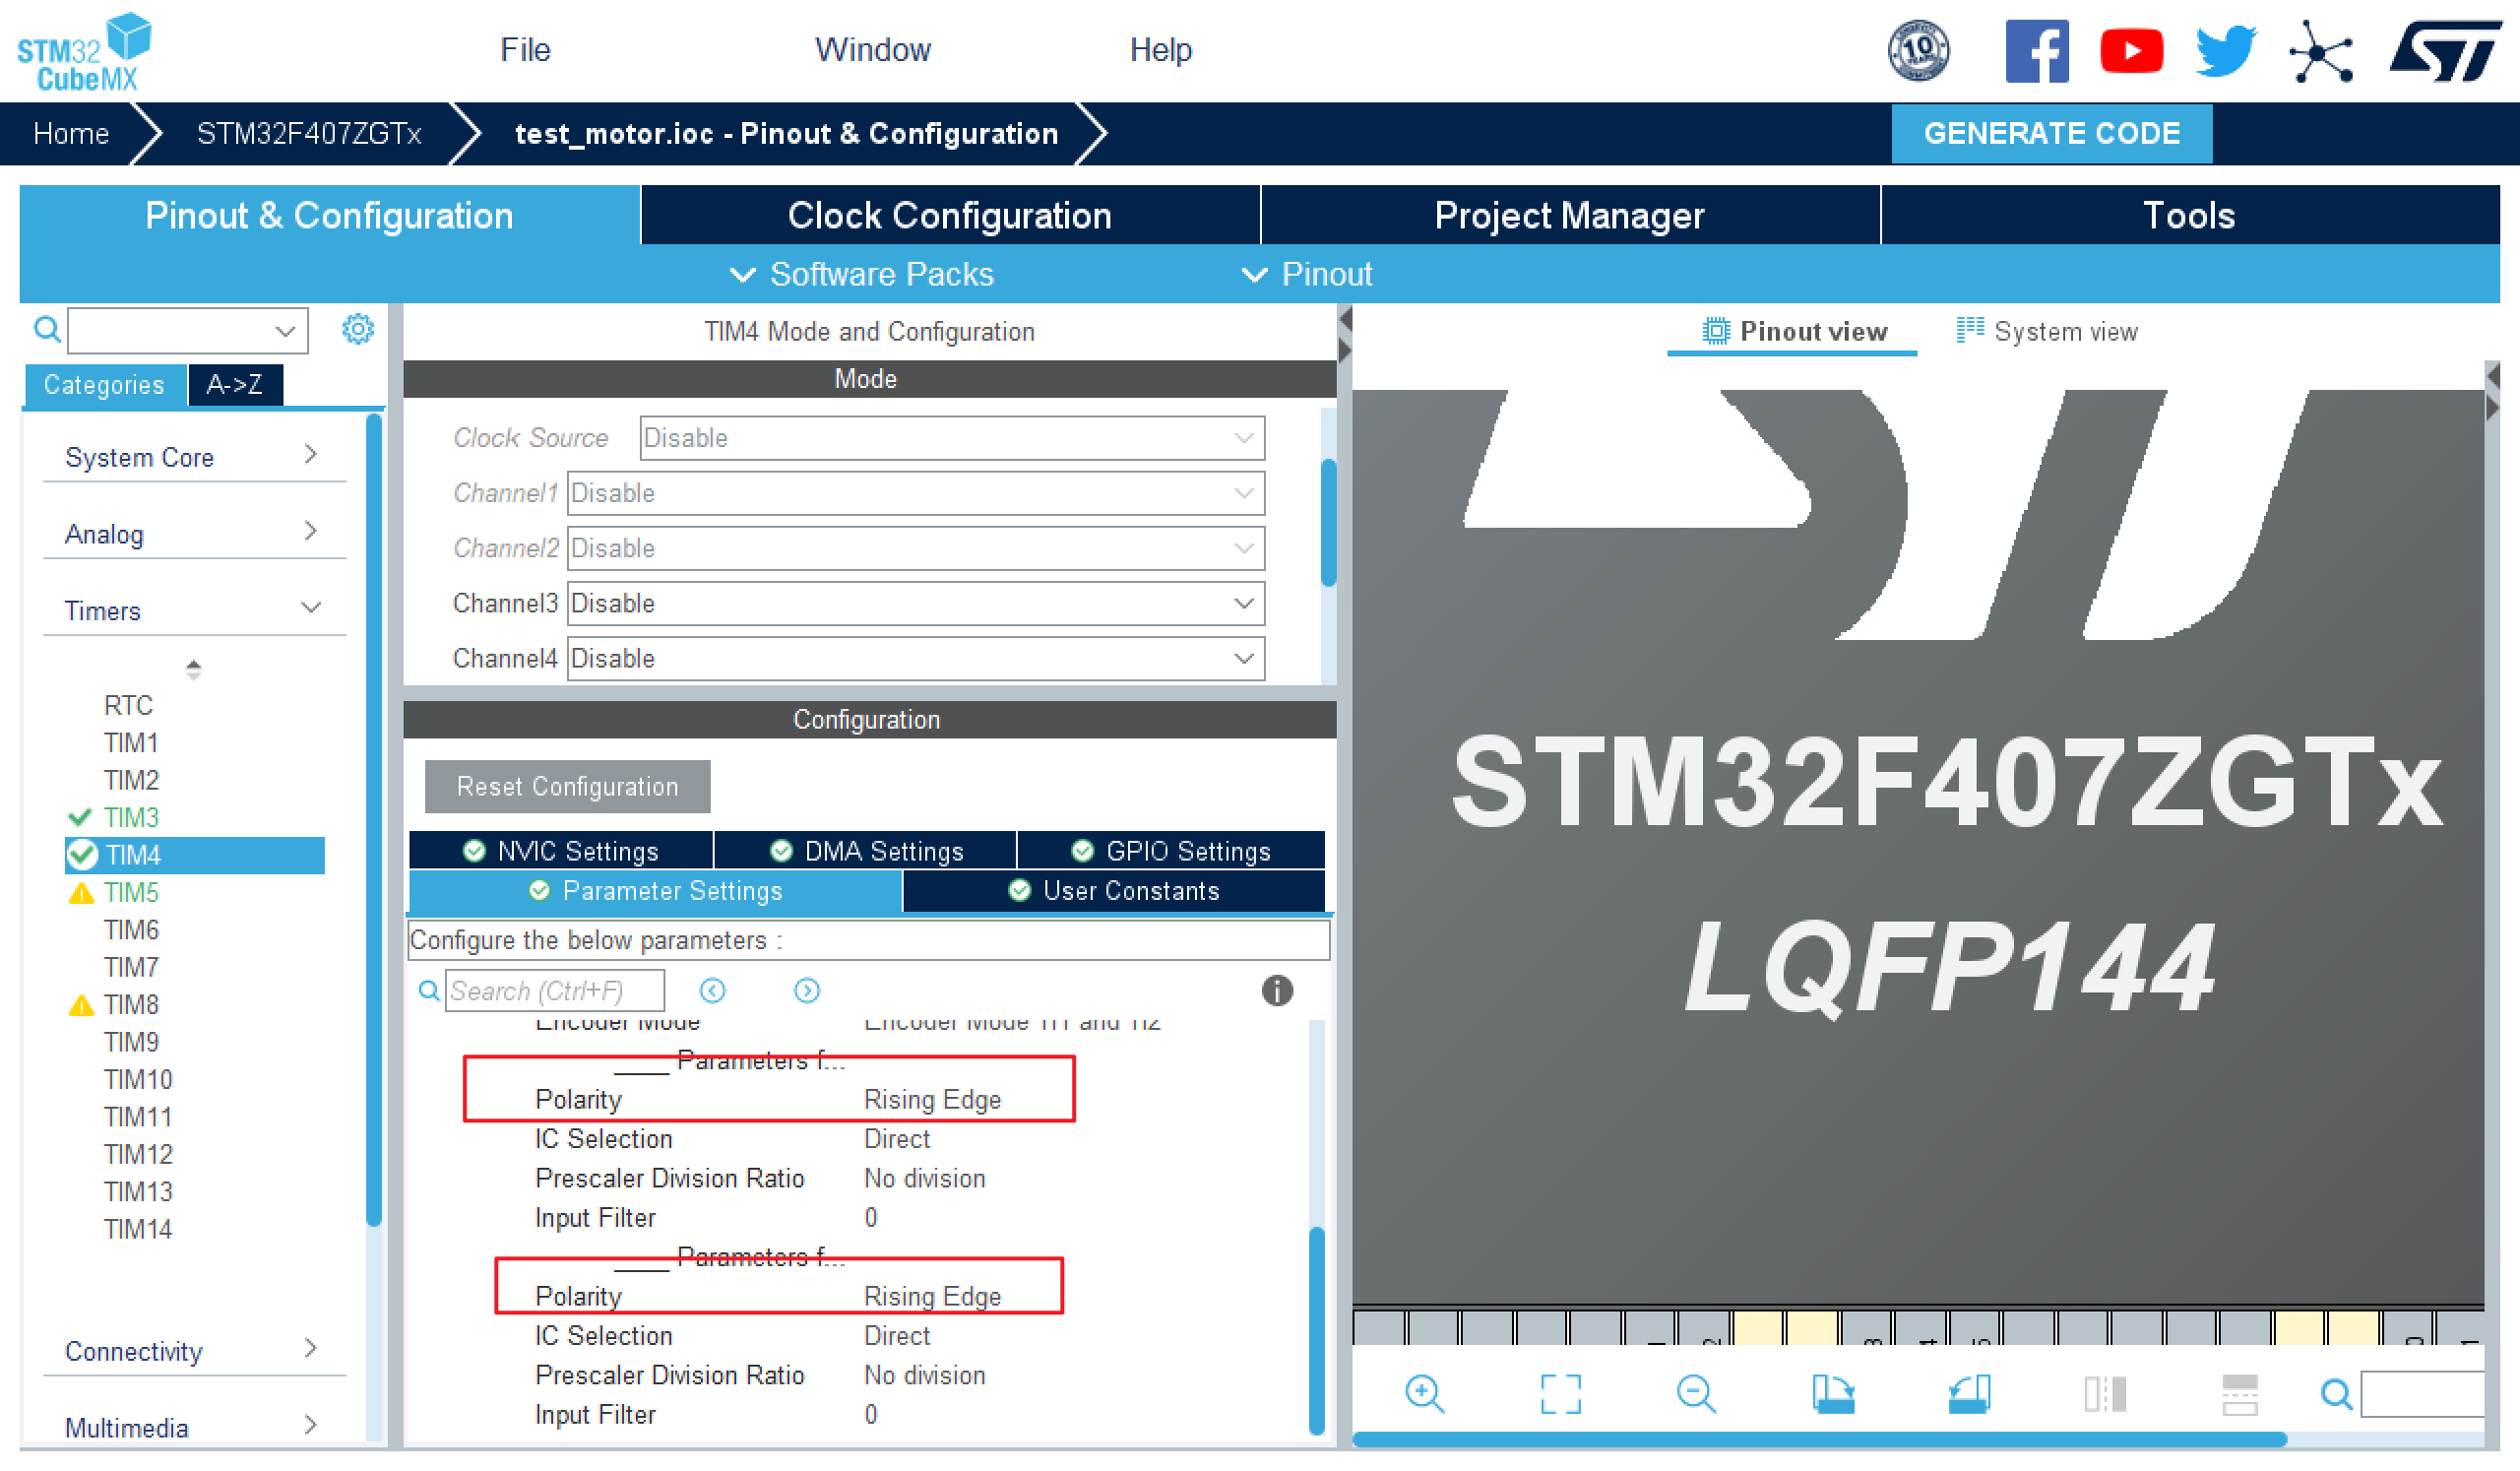 STM32
CubeMX
File
Window
Help
10
YEARS
ST
Home
STM32F407ZGTx
test_motor.ioc - Pinout & Configuration
GENERATE CODE
Pinout & Configuration
Clock Configuration
Project Manager
Tools
Software Packs
Pinout
Categories
A->Z
System Core
Analog
Timers
RTC
TIM1
TIM2
TIM3
TIM4
TIM5
TIM6
TIM7
TIM8
TIM9
TIM10
TIM11
TIM12
TIM13
TIM14
Connectivity
Multimedia
TIM4 Mode and Configuration
Mode
Clock Source Disable
Channel1 Disable
Channel2 Disable
Channel3 Disable
Channel4 Disable
Configuration
Reset Configuration
NVIC Settings
DMA Settings
GPIO Settings
Parameter Settings
User Constants
Configure the below parameters :
Search (Ctrl+F)
Encoder Mode Encoder Mode TI1 and TI2
____ Parameters f...
Polarity Rising Edge
IC Selection Direct
Prescaler Division Ratio No division
Input Filter 0
____ Parameters f...
Polarity Rising Edge
IC Selection Direct
Prescaler Division Ratio No division
Input Filter 0
Pinout view
System view
STM32F407ZGTx
LQFP144